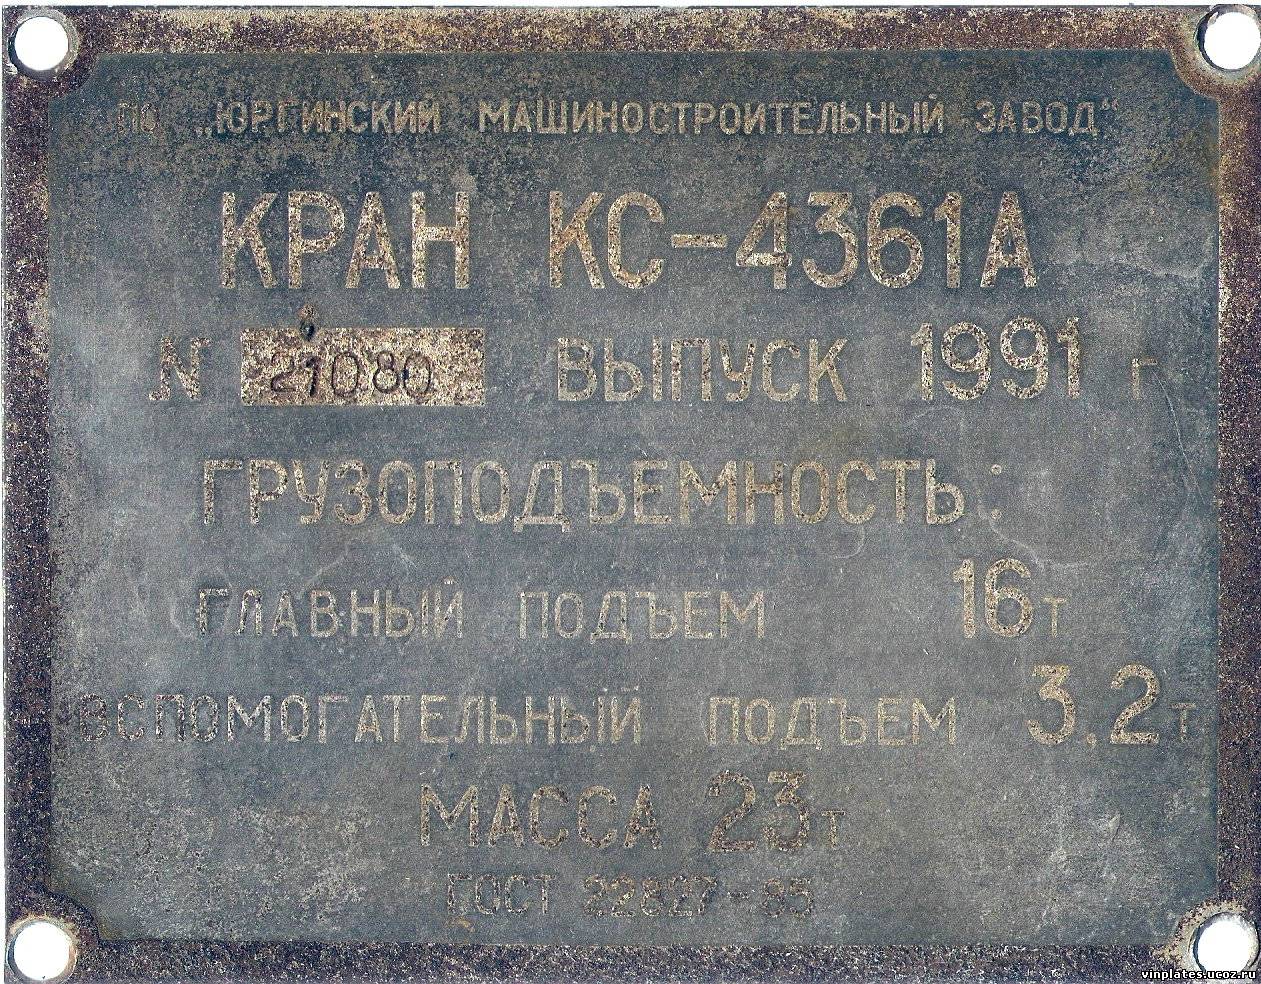 ПО „ЮРГИНСКИЙ МАШИНОСТРОИТЕЛЬНЫЙ ЗАВОД“
КРАН КС-4361А
N 21080 ВЫПУСК 1991 г
ГРУЗОПОДЪЕМНОСТЬ:
ГЛАВНЫЙ ПОДЪЕМ 16т
ВСПОМОГАТЕЛЬНЫЙ ПОДЪЕМ 3,2т
МАССА 23т
ГОСТ 22827-85
vinplates.ucoz.ru